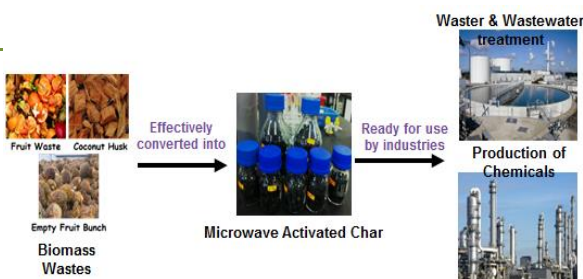 Waster & Wastewater
treatment
Effectively
converted into
Ready for use
by industries
Fruit Waste
Coconut Husk
Production of
Chemicals
Empty Fruit Bunch
Microwave Activated Char
Biomass
Wastes